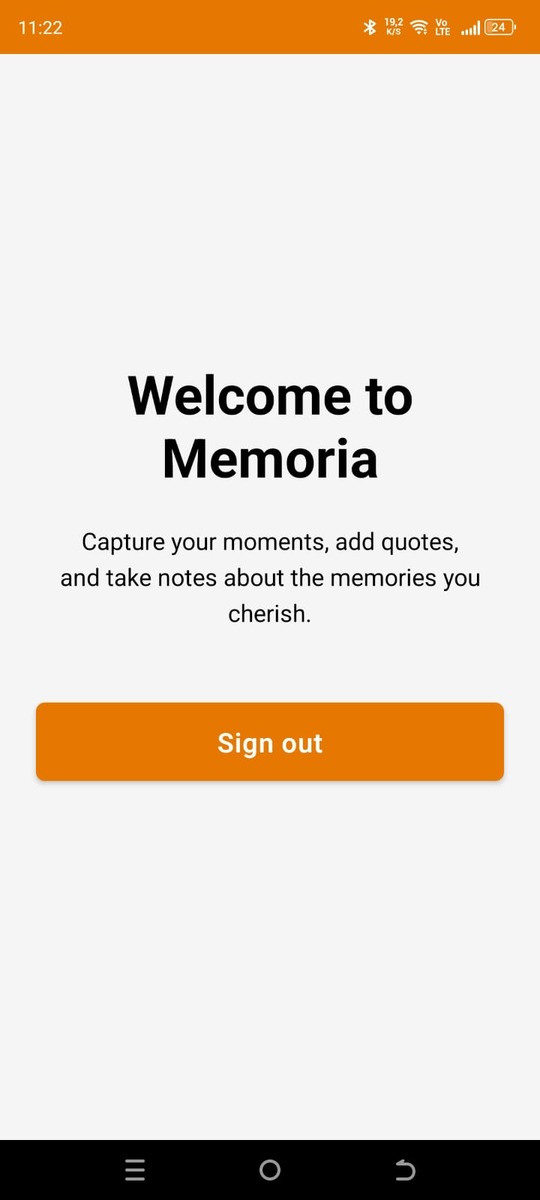 11:22
19,2
K/S
Vo
LTE
24
Welcome to
Memoria
Capture your moments, add quotes,
and take notes about the memories you
cherish.
Sign out